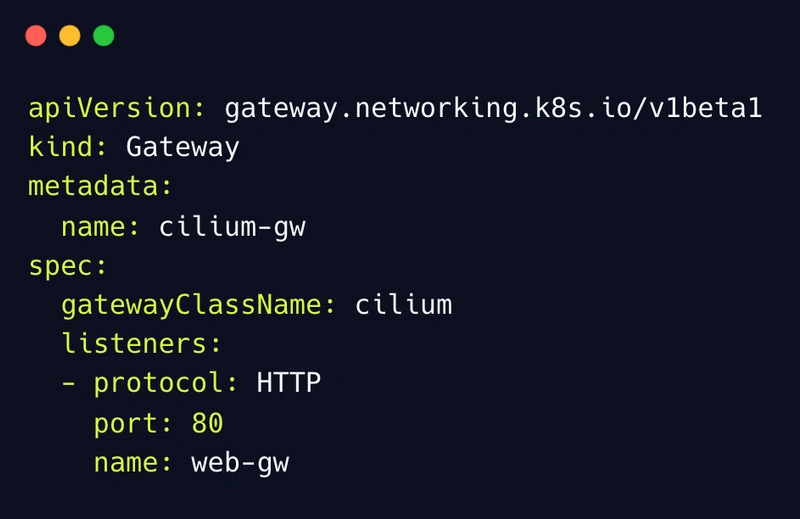 apiVersion: gateway.networking.k8s.io/v1beta1
kind: Gateway
metadata:
  name: cilium-gw
spec:
  gatewayClassName: cilium
  listeners:
  - protocol: HTTP
    port: 80
    name: web-gw